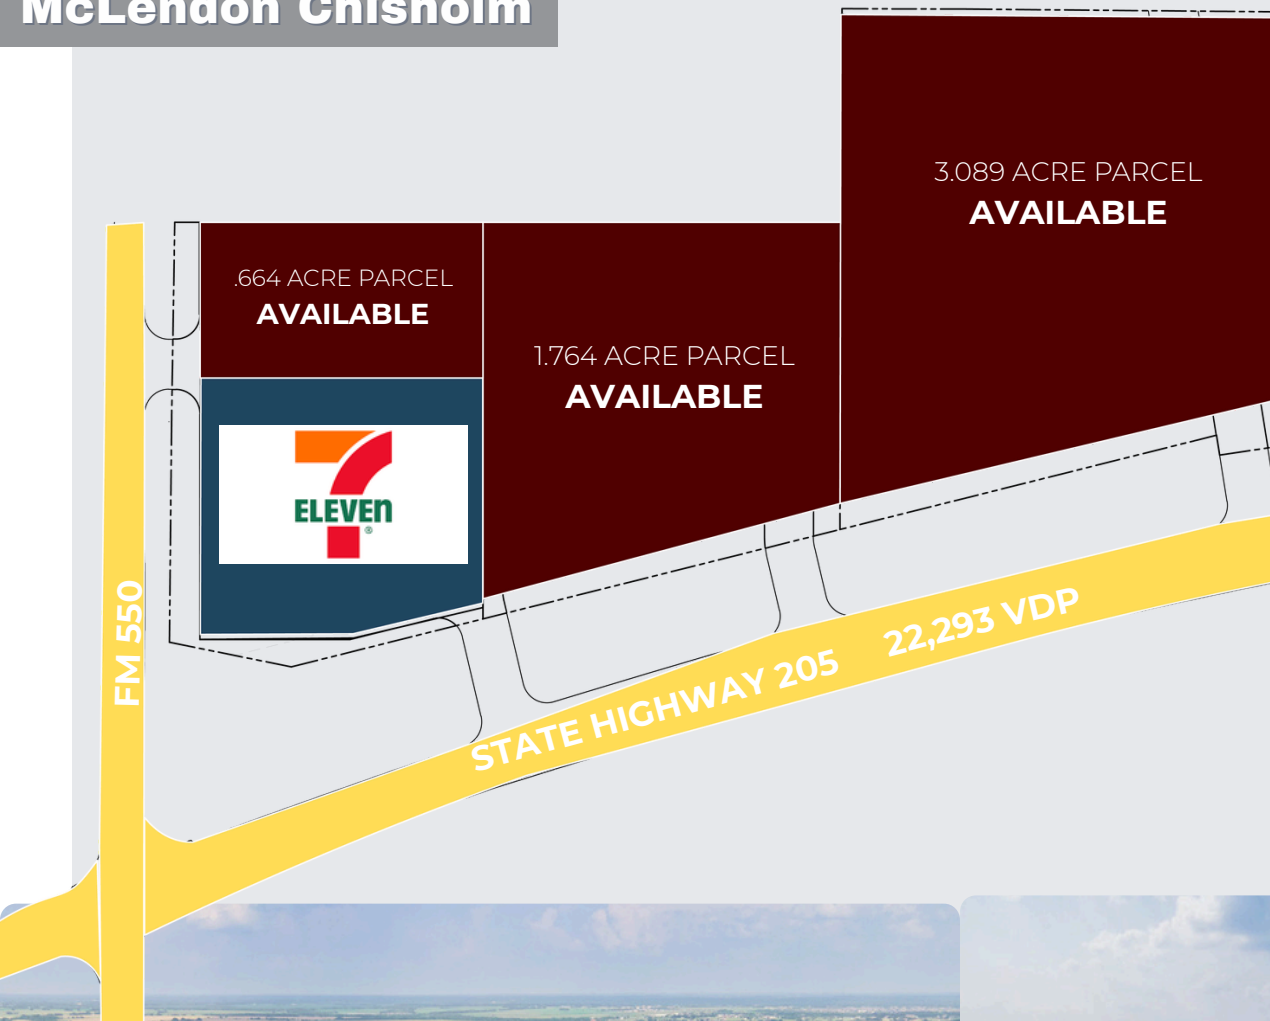 McLendon Chisholm
3.089 ACRE PARCEL
AVAILABLE
.664 ACRE PARCEL
AVAILABLE
1.764 ACRE PARCEL
AVAILABLE
7
ELEVEN
®
FM 550
STATE HIGHWAY 205 22,293 VDP